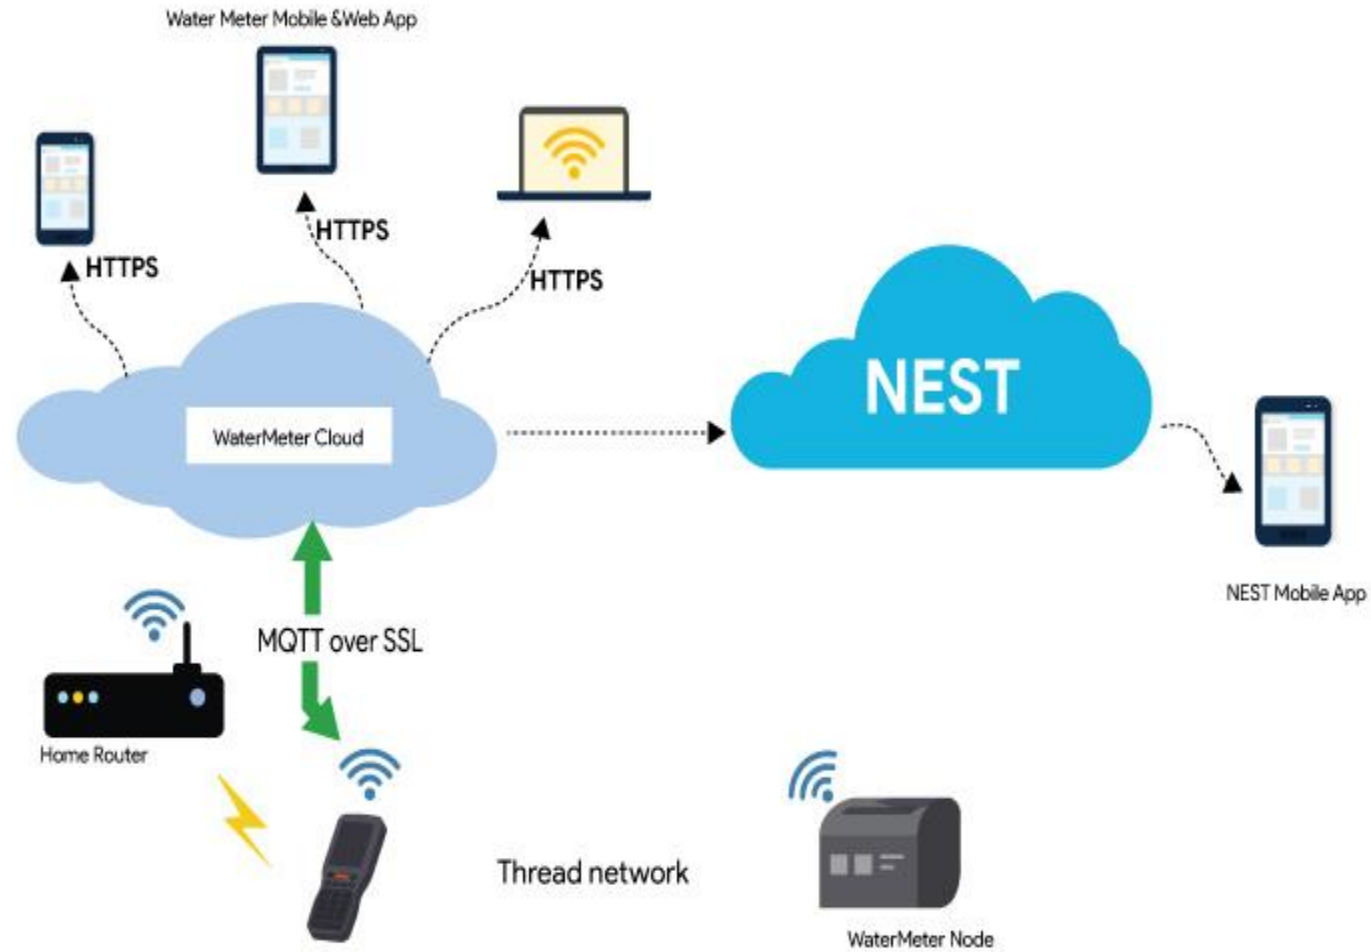 Water Meter Mobile &Web App
HTTPS
HTTPS
HTTPS
NEST
WaterMeter Cloud
NEST Mobile App
MQTT over SSL
Home Router
Thread network
WaterMeter Node